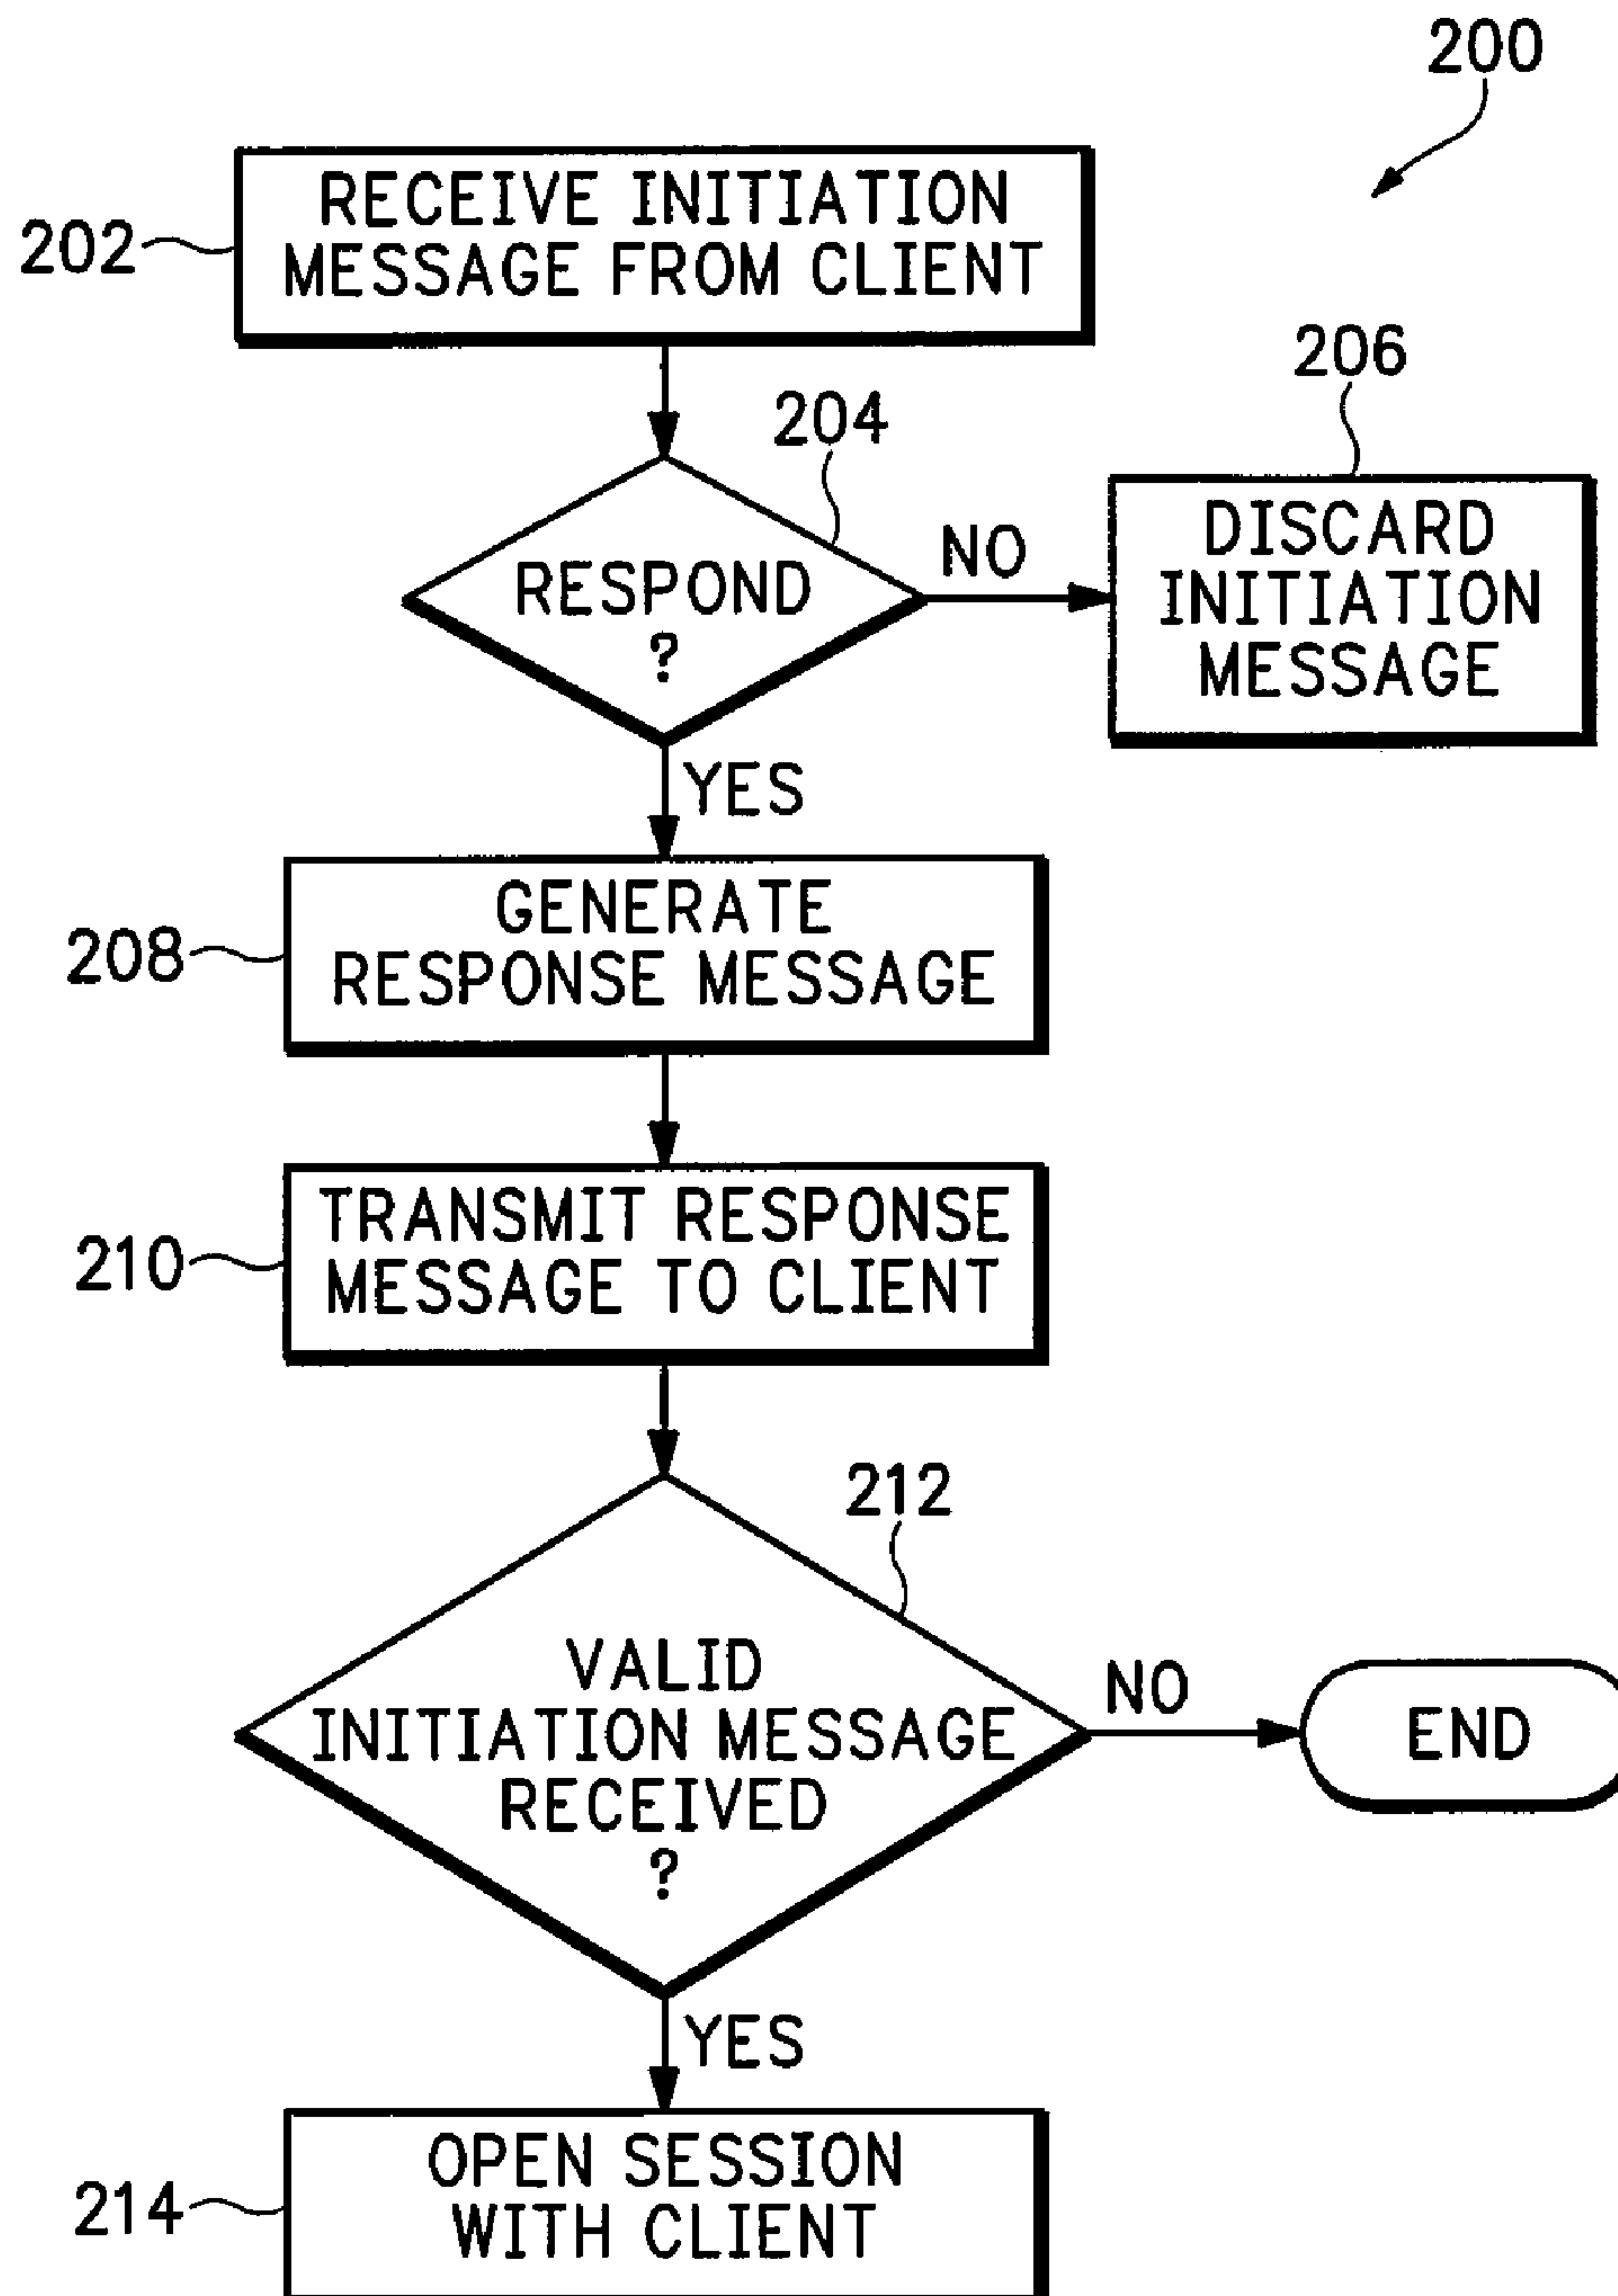 200
RECEIVE INITIATION
MESSAGE FROM CLIENT
202
206
204
RESPOND
?
NO
DISCARD
INITIATION
MESSAGE
YES
GENERATE
RESPONSE MESSAGE
208
TRANSMIT RESPONSE
MESSAGE TO CLIENT
210
212
VALID
INITIATION MESSAGE
RECEIVED
?
NO
END
YES
OPEN SESSION
WITH CLIENT
214